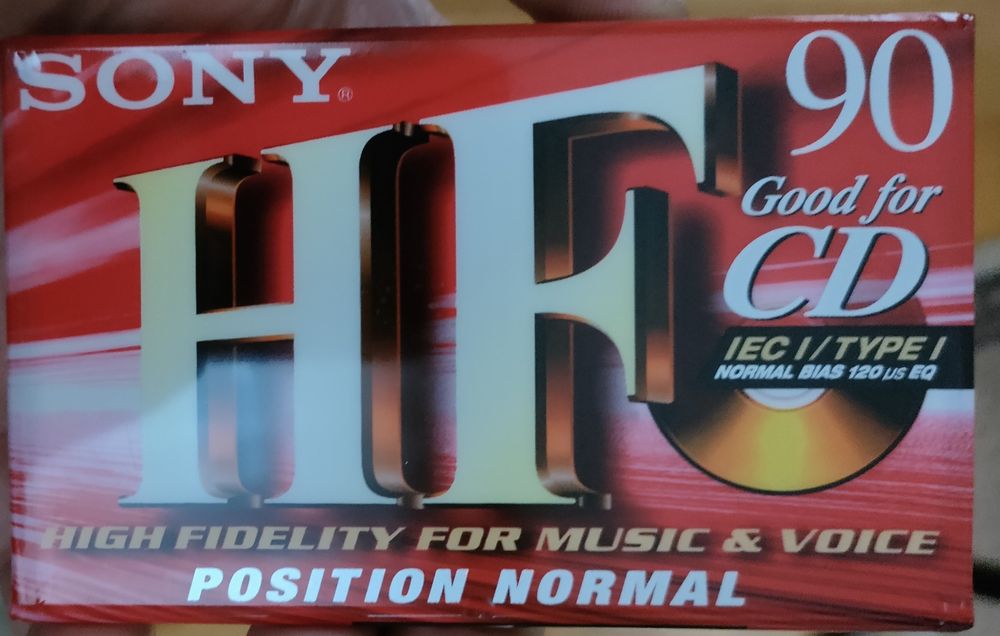 SONY®
90
HF
Good for
CD
IEC I / TYPE I
NORMAL BIAS 120 µs EQ
HIGH FIDELITY FOR MUSIC & VOICE
POSITION NORMAL